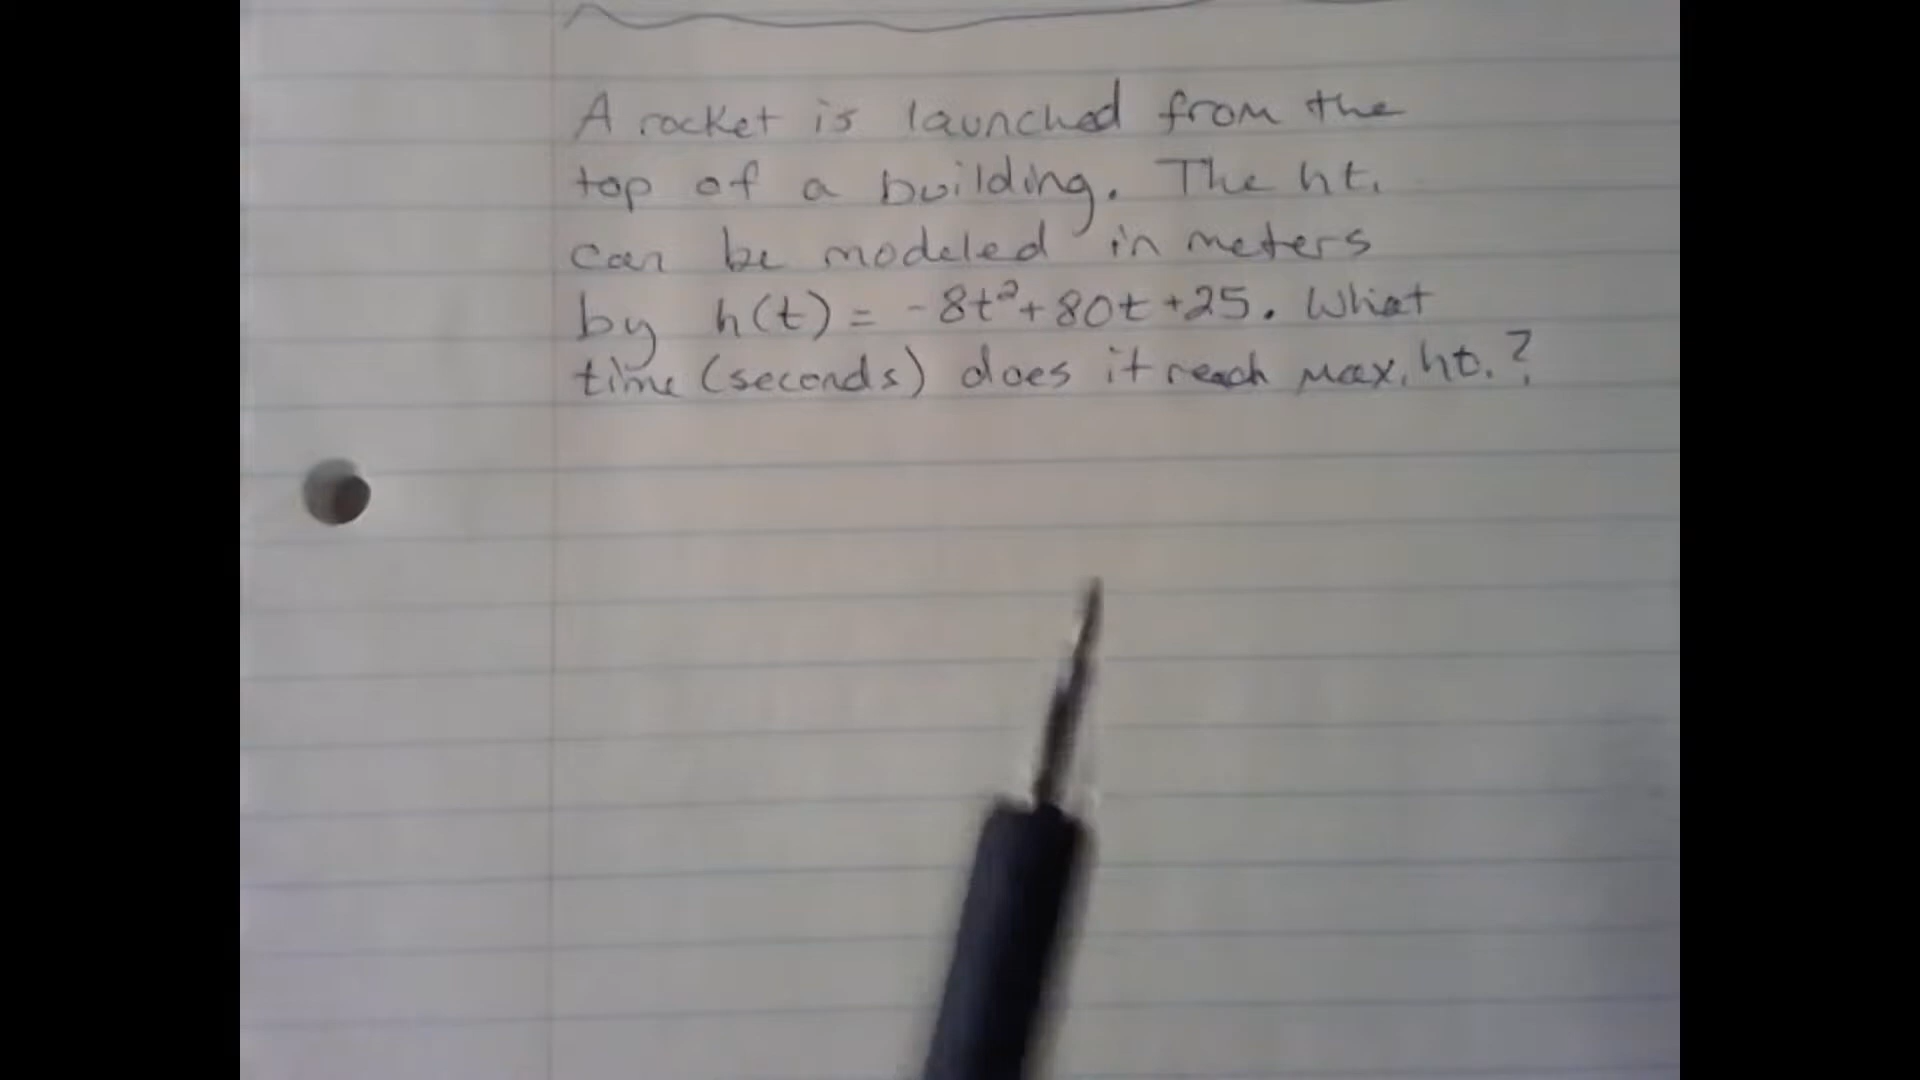 A rocket is launched from the
top of a building. The ht.
can be modeled in meters
by h(t) = -8t²+80t+25. What
time (seconds) does it reach max. ht.?